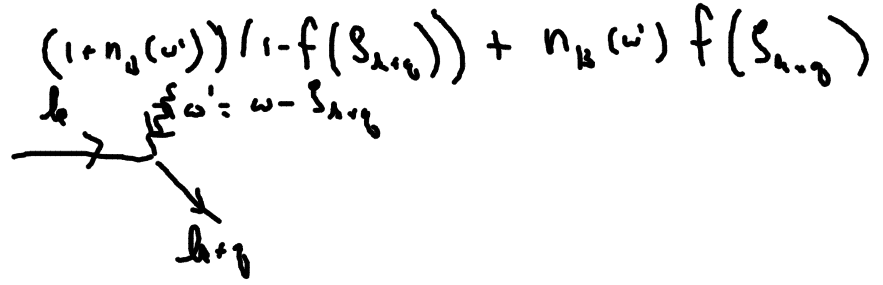 (1+n_B(ω'))(1-f(ξ_{k+q})) + n_B(ω') f(ξ_{k+q})
k ω' = ω - ξ_{k+q}
k+q